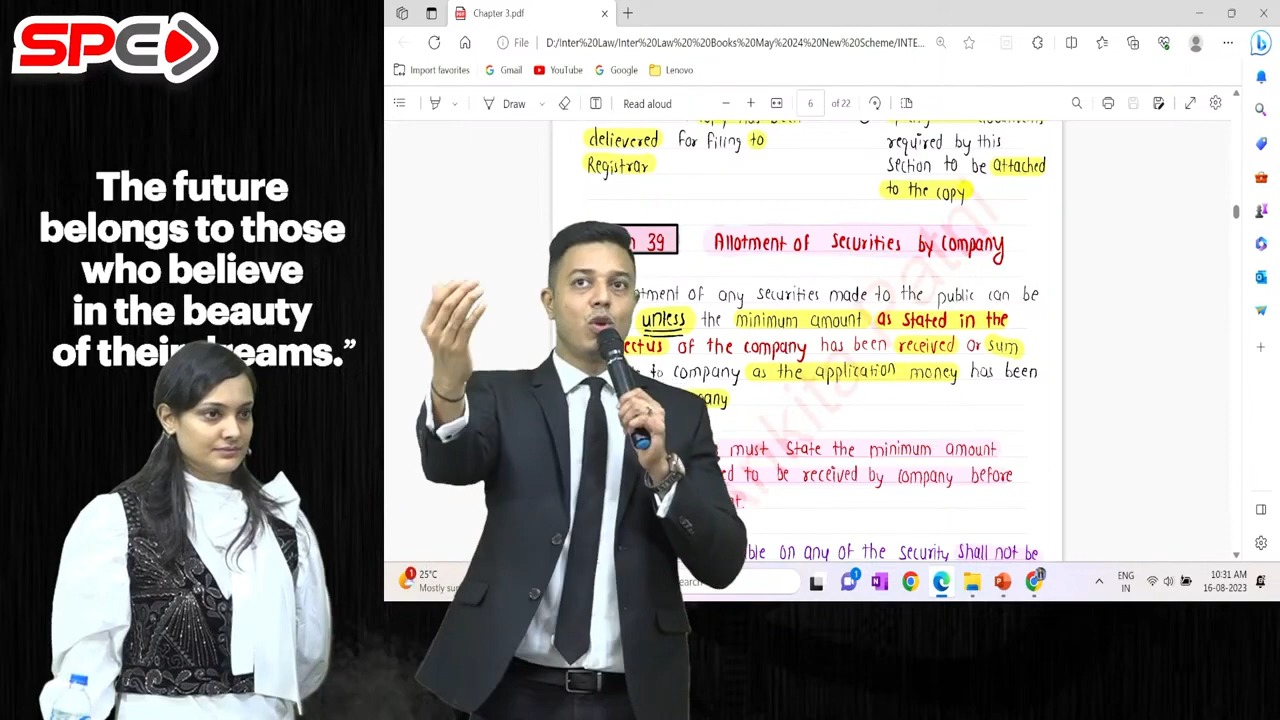 SPE
The future
belongs to those
who believe
in the beauty
of their dreams.”
Chapter 3.pdf
File D:/Inter%20Law/Inter%20Law%20%20Books%20May%2024%20New%20Scheme/INTE...
Import favorites Gmail YouTube Google Lenovo
Draw Read aloud 6 of 22
delievered for filing to
Registrar
required by this
section to be attached
to the copy
39 Allotment of securities by company
of any securities made to the public can be
unless the minimum amount as stated in the
of the company has been received or sum
to company as the application money has been
must state the minimum amount
to be received by company before
on any of the security shall not be
1
25°C
Mostly
1
ENG
IN
10:31 AM
16-08-2023